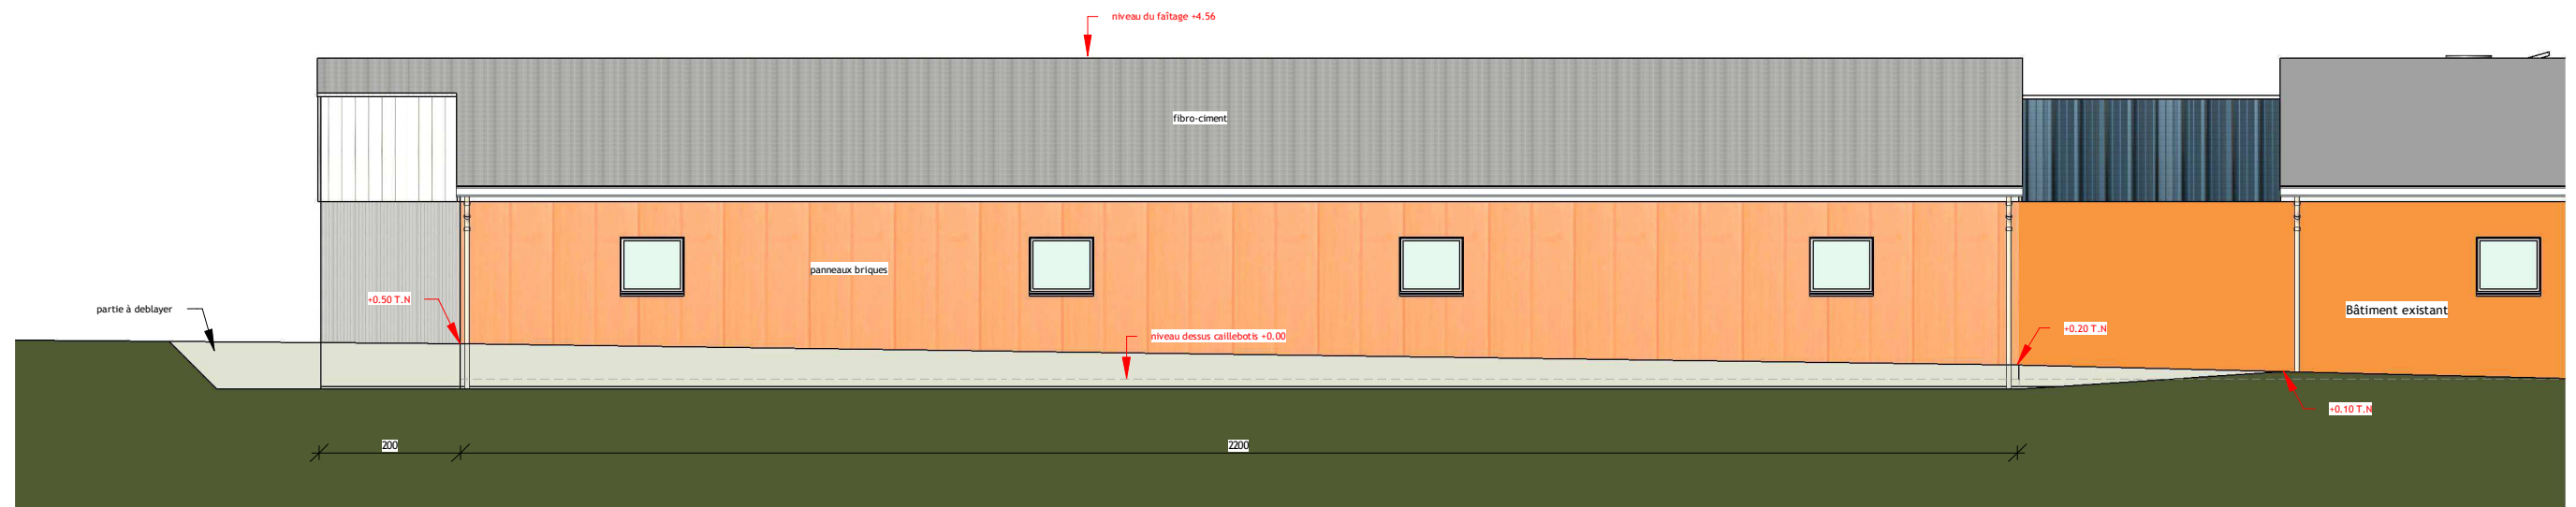 niveau du faîtage +4.56
fibro-ciment
panneaux briques
+0.50 T.N
partie à deblayer
Bâtiment existant
+0.20 T.N
niveau dessus caillebotis +0.00
+0.10 T.N
200
2200